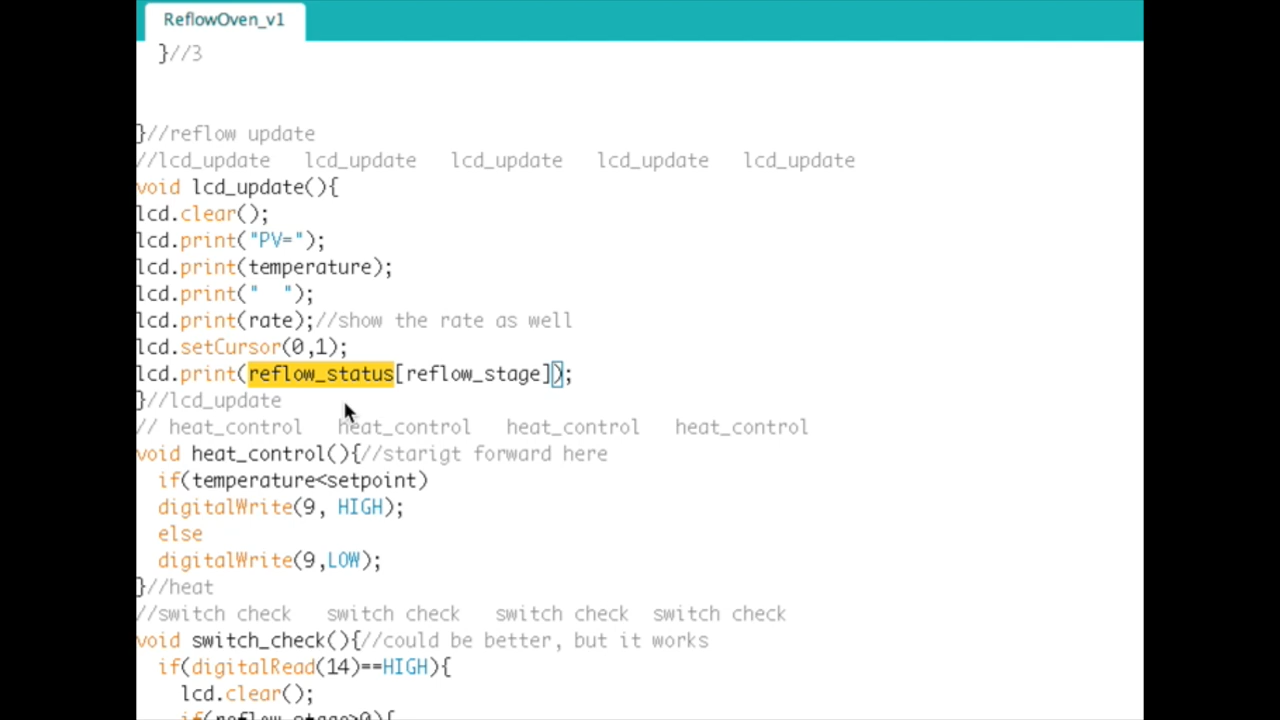 ReflowOven_v1
}//3
}//reflow update
//lcd_update   lcd_update   lcd_update   lcd_update   lcd_update
void lcd_update(){
lcd.clear();
lcd.print("PV=");
lcd.print(temperature);
lcd.print("  ");
lcd.print(rate);//show the rate as well
lcd.setCursor(0,1);
lcd.print(reflow_status[reflow_stage]);
}//lcd_update
// heat_control   heat_control   heat_control   heat_control
void heat_control(){//starigt forward here
if(temperature<setpoint)
digitalWrite(9, HIGH);
else
digitalWrite(9,LOW);
}//heat
//switch check   switch check   switch check  switch check
void switch_check(){//could be better, but it works
if(digitalRead(14)==HIGH){
lcd.clear();
if(reflow_stage>0){